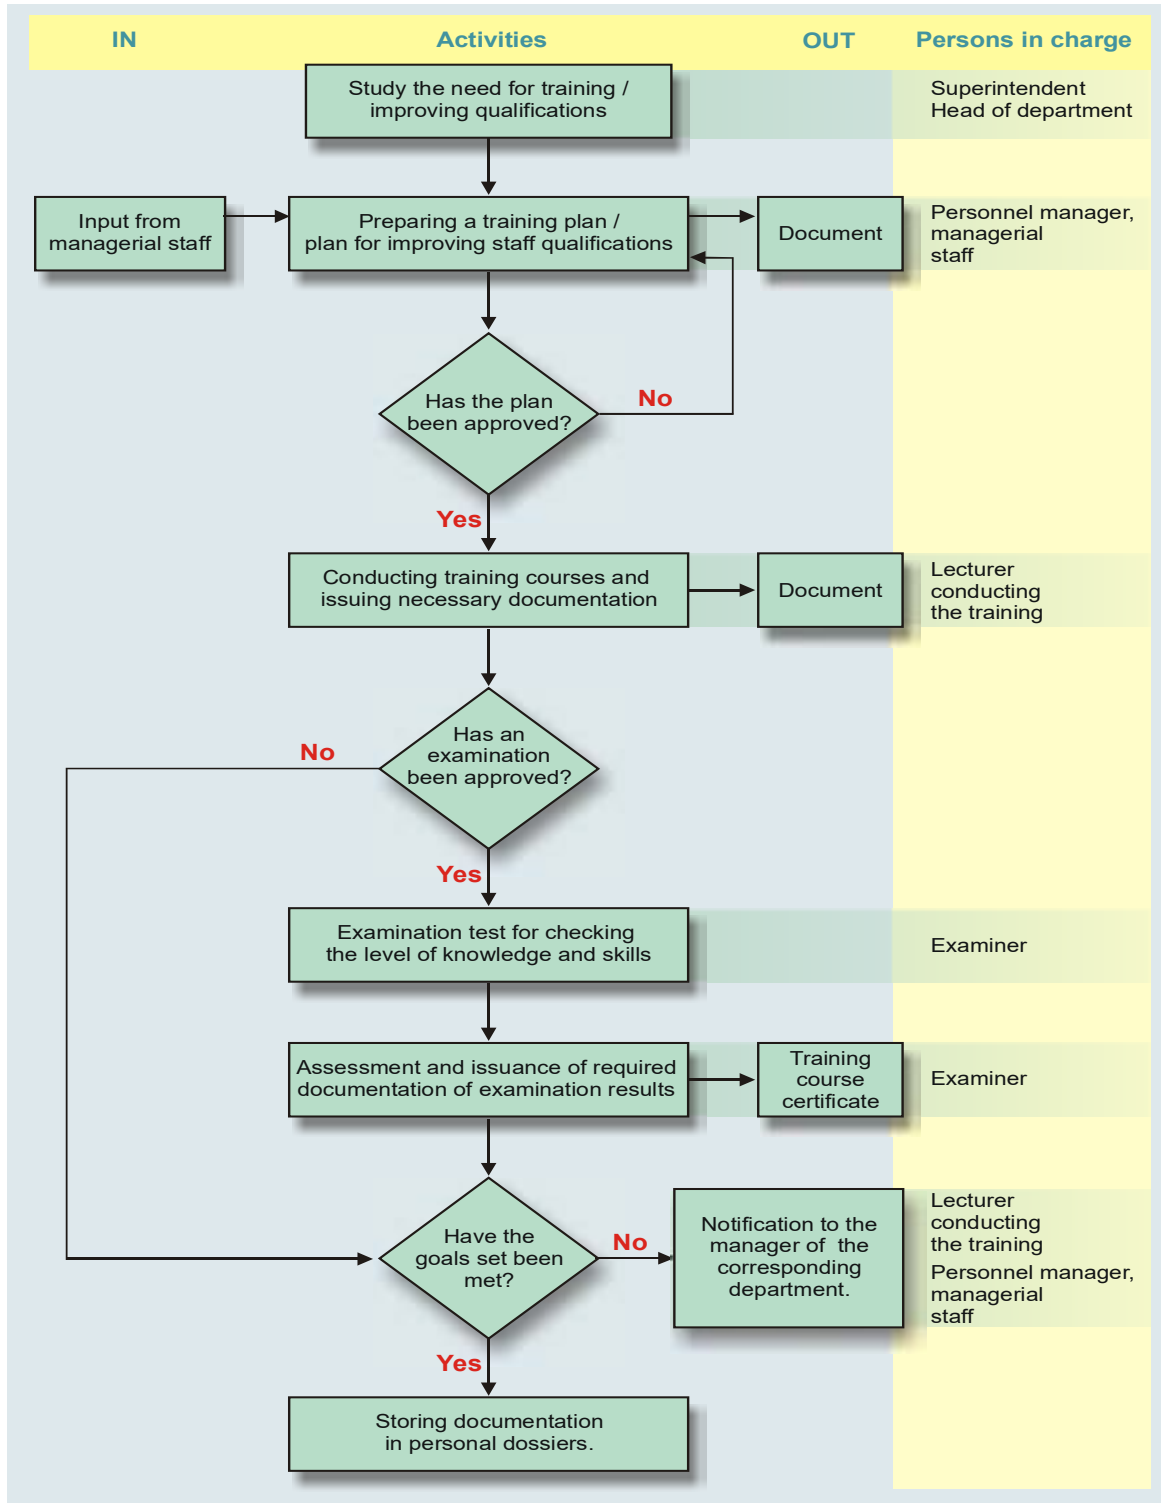 IN
Activities
OUT
Persons in charge
Study the need for training /
improving qualifications
Superintendent
Head of department
Input from
managerial staff
Preparing a training plan /
plan for improving staff qualifications
Document
Personnel manager,
managerial
staff
Has the plan
been approved?
No
Yes
Conducting training courses and
issuing necessary documentation
Document
Lecturer
conducting
the training
Has an
examination
been approved?
No
Yes
Examination test for checking
the level of knowledge and skills
Examiner
Assessment and issuance of required
documentation of examination results
Training
course
certificate
Examiner
Have the
goals set been
met?
No
Notification to the
manager of the
corresponding
department.
Lecturer
conducting
the training
Personnel manager,
managerial
staff
Yes
Storing documentation
in personal dossiers.